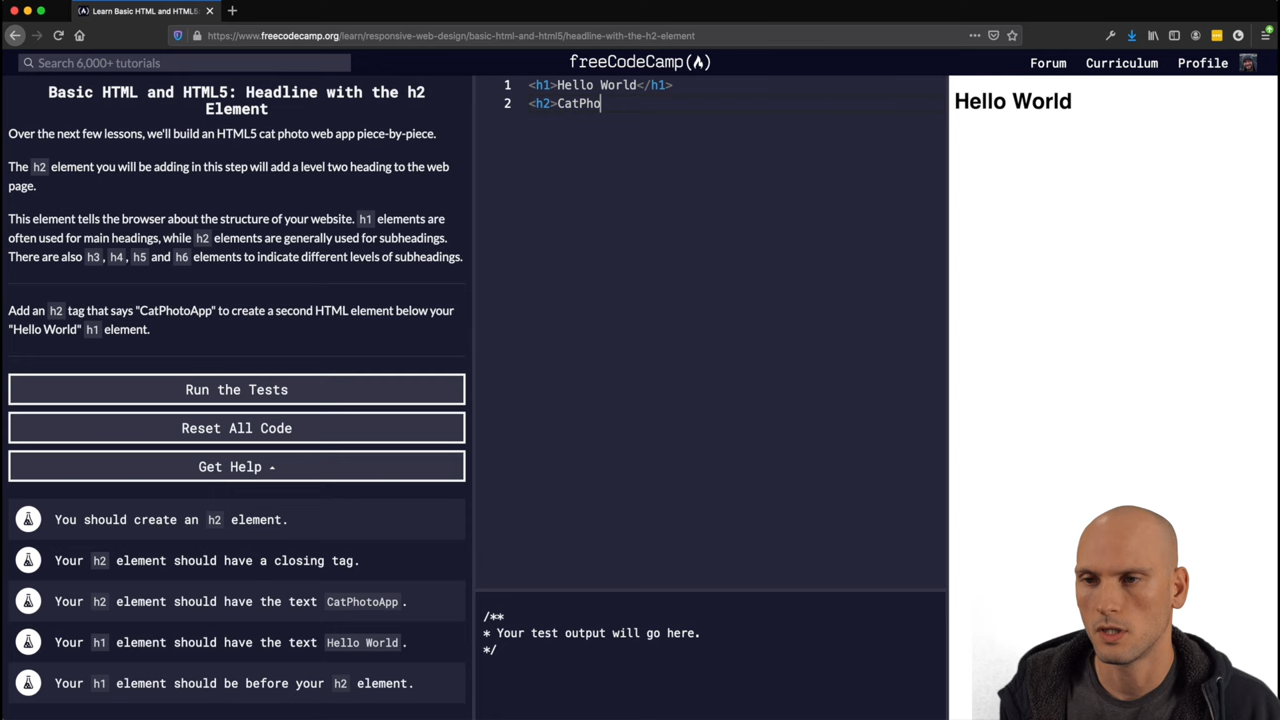 Learn Basic HTML and HTML5:
https://www.freecodecamp.org/learn/responsive-web-design/basic-html-and-html5/headline-with-the-h2-element
Search 6,000+ tutorials
freeCodeCamp
Forum
Curriculum
Profile
Basic HTML and HTML5: Headline with the h2
Element
Over the next few lessons, we'll build an HTML5 cat photo web app piece-by-piece.
The h2 element you will be adding in this step will add a level two heading to the web
page.
This element tells the browser about the structure of your website. h1 elements are
often used for main headings, while h2 elements are generally used for subheadings.
There are also h3, h4, h5 and h6 elements to indicate different levels of subheadings.
Add an h2 tag that says "CatPhotoApp" to create a second HTML element below your
"Hello World" h1 element.
Run the Tests
Reset All Code
Get Help
You should create an h2 element.
Your h2 element should have a closing tag.
Your h2 element should have the text CatPhotoApp.
Your h1 element should have the text Hello World.
Your h1 element should be before your h2 element.
1 <h1>Hello World</h1>
2 <h2>CatPho
/**
* Your test output will go here.
*/
Hello World